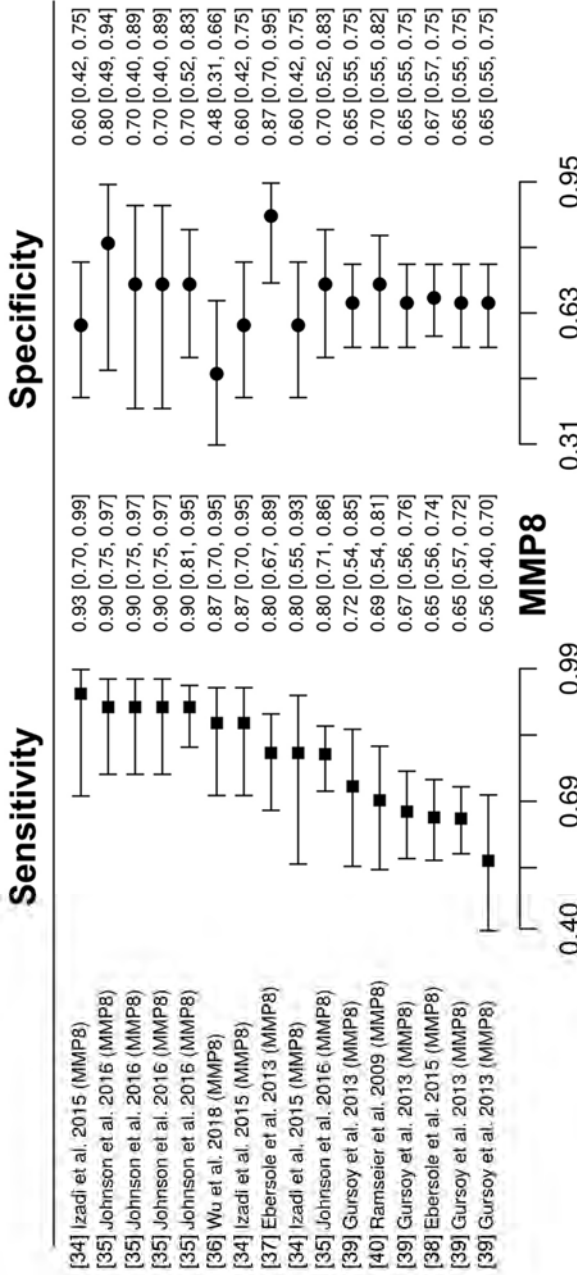 Sensitivity Specificity
[34] Izadi et al. 2015 (MMP8) 0.93 [0.70, 0.99] 0.60 [0.42, 0.75]
[35] Johnson et al. 2016 (MMP8) 0.90 [0.75, 0.97] 0.80 [0.49, 0.94]
[35] Johnson et al. 2016 (MMP8) 0.90 [0.75, 0.97] 0.70 [0.40, 0.89]
[35] Johnson et al. 2016 (MMP8) 0.90 [0.75, 0.97] 0.70 [0.40, 0.89]
[35] Johnson et al. 2016 (MMP8) 0.90 [0.81, 0.95] 0.70 [0.52, 0.83]
[36] Wu et al. 2018 (MMP8) 0.87 [0.70, 0.95] 0.48 [0.31, 0.66]
[34] Izadi et al. 2015 (MMP8) 0.87 [0.70, 0.95] 0.60 [0.42, 0.75]
[37] Ebersole et al. 2013 (MMP8) 0.80 [0.67, 0.89] 0.87 [0.70, 0.95]
[34] Izadi et al. 2015 (MMP8) 0.80 [0.55, 0.93] 0.60 [0.42, 0.75]
[35] Johnson et al. 2016 (MMP8) 0.80 [0.71, 0.86] 0.70 [0.52, 0.83]
[39] Gursoy et al. 2013 (MMP8) 0.72 [0.54, 0.85] 0.65 [0.55, 0.75]
[40] Ramseier et al. 2009 (MMP8) 0.69 [0.54, 0.81] 0.70 [0.55, 0.82]
[39] Gursoy et al. 2013 (MMP8) 0.67 [0.56, 0.76] 0.65 [0.55, 0.75]
[38] Ebersole et al. 2015 (MMP8) 0.65 [0.56, 0.74] 0.67 [0.57, 0.75]
[39] Gursoy et al. 2013 (MMP8) 0.65 [0.57, 0.72] 0.65 [0.55, 0.75]
[39] Gursoy et al. 2013 (MMP8) 0.56 [0.40, 0.70] 0.65 [0.55, 0.75]
MMP8
0.40 0.69 0.99 0.31 0.63 0.95